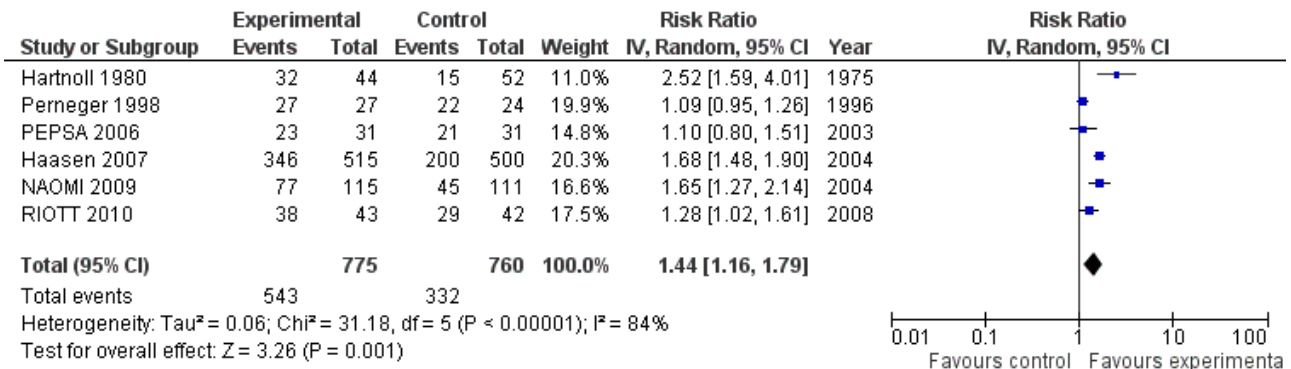 Experimental Control Risk Ratio Risk Ratio
Study or Subgroup Events Total Events Total Weight IV, Random, 95% CI Year IV, Random, 95% CI
Hartnoll 1980 32 44 15 52 11.0% 2.52 [1.59, 4.01] 1975
Perneger 1998 27 27 22 24 19.9% 1.09 [0.95, 1.26] 1996
PEPSA 2006 23 31 21 31 14.8% 1.10 [0.80, 1.51] 2003
Haasen 2007 346 515 200 500 20.3% 1.68 [1.48, 1.90] 2004
NAOMI 2009 77 115 45 111 16.6% 1.65 [1.27, 2.14] 2004
RIOTT 2010 38 43 29 42 17.5% 1.28 [1.02, 1.61] 2008
Total (95% CI) 775 760 100.0% 1.44 [1.16, 1.79]
Total events 543 332
Heterogeneity: Tau² = 0.06; Chi² = 31.18, df = 5 (P < 0.00001); I² = 84%
Test for overall effect: Z = 3.26 (P = 0.001)
0.01 0.1 1 10 100
Favours control Favours experimenta